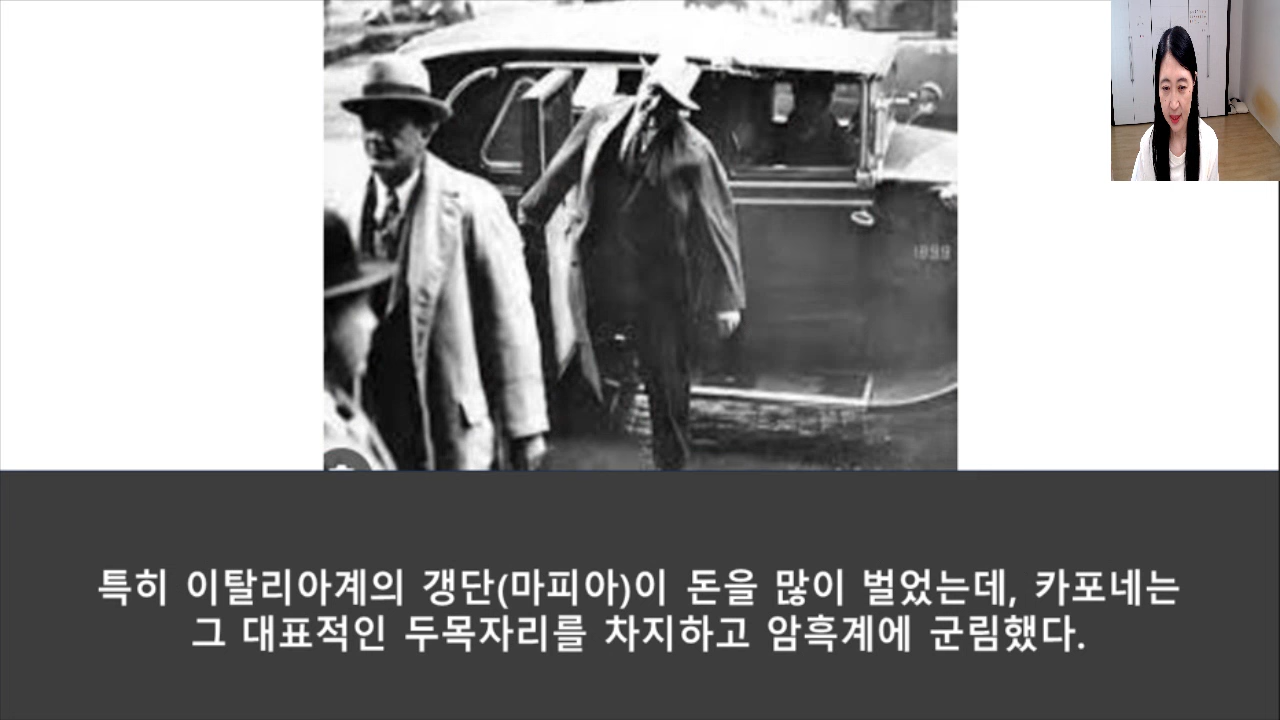 1899
특히 이탈리아계의 갱단(마피아)이 돈을 많이 벌었는데, 카포네는
그 대표적인 두목자리를 차지하고 암흑계에 군림했다.